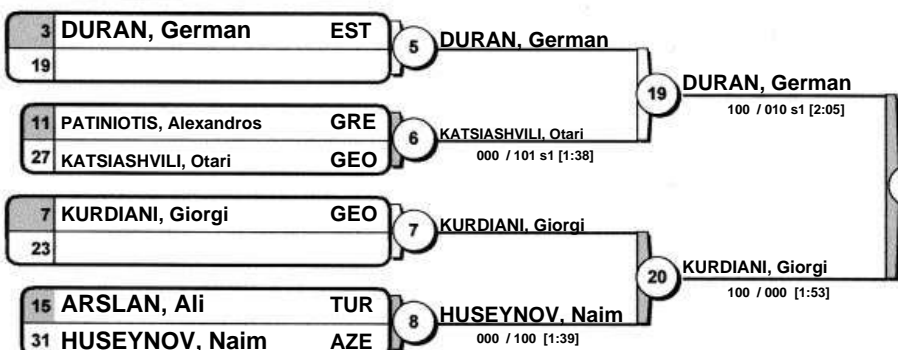 3 DURAN, German EST
19
5 DURAN, German
11 PATINIOTIS, Alexandros GRE
27 KATSIASHVILI, Otari GEO
6 KATSIASHVILI, Otari
000 / 101 s1 [1:38]
19 DURAN, German
100 / 010 s1 [2:05]
7 KURDIANI, Giorgi GEO
23
7 KURDIANI, Giorgi
15 ARSLAN, Ali TUR
31 HUSEYNOV, Naim AZE
8 HUSEYNOV, Naim
000 / 100 [1:39]
20 KURDIANI, Giorgi
100 / 000 [1:53]